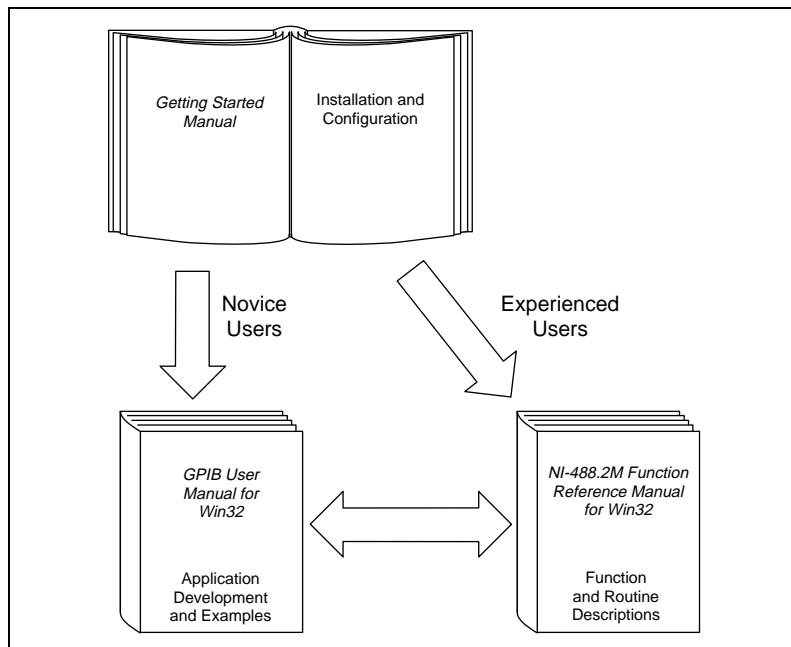 Getting Started
Manual
Installation and
Configuration
Novice
Users
Experienced
Users
GPIB User
Manual for
Win32
Application
Development
and Examples
NI-488.2M Function
Reference Manual
for Win32
Function
and Routine
Descriptions